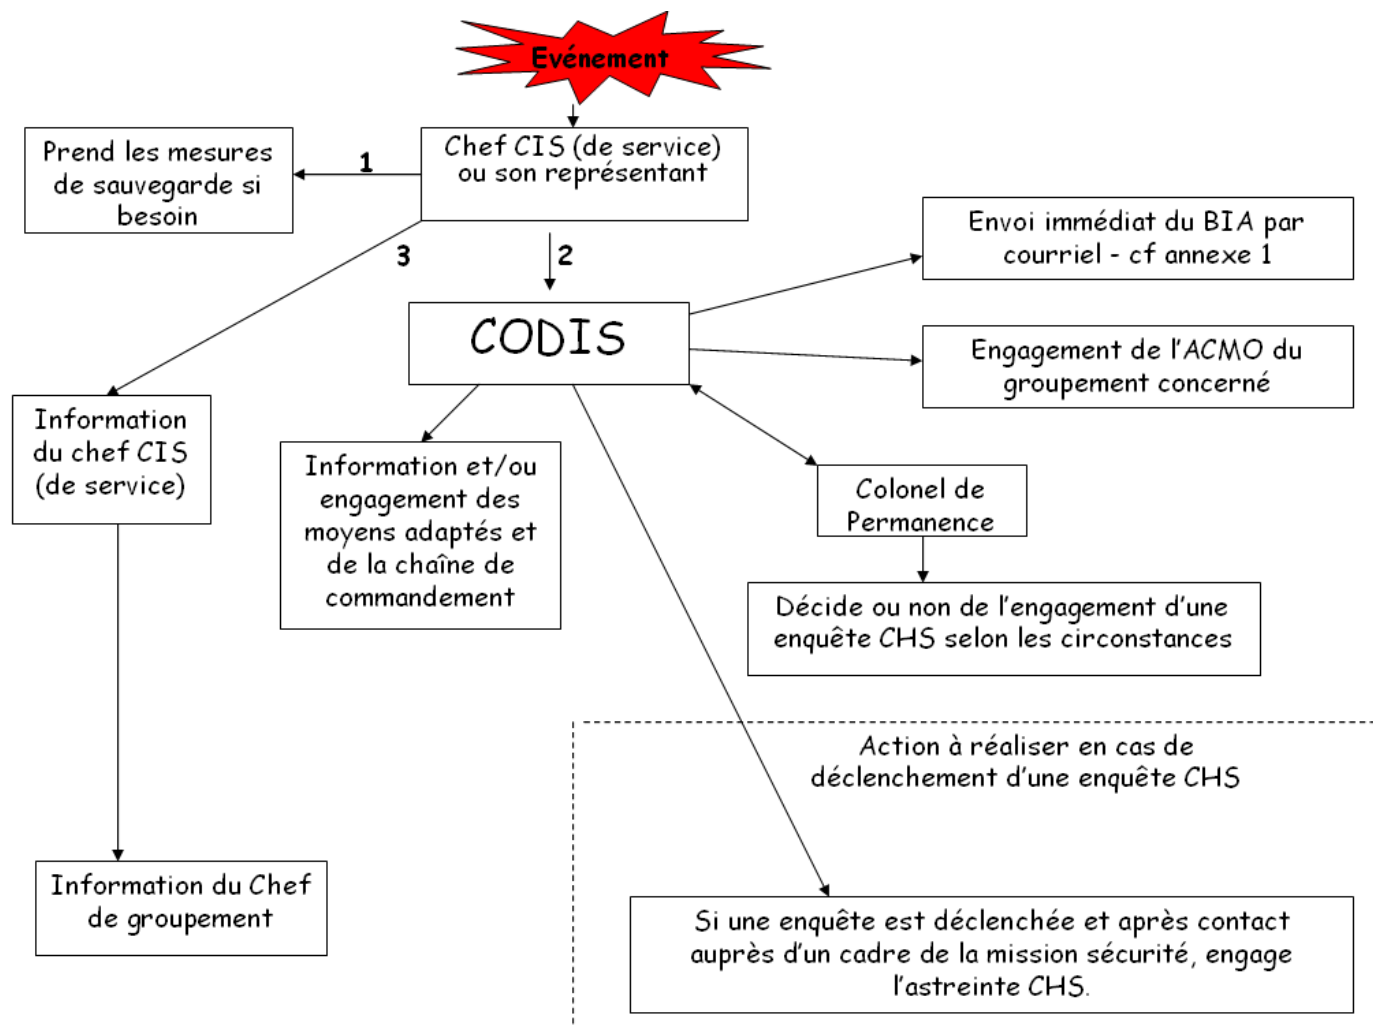 Evénement
Chef CIS (de service)
ou son représentant
1
Prend les mesures
de sauvegarde si
besoin
2
3
Envoi immédiat du BIA par
courriel - cf annexe 1
CODIS
Engagement de l'ACMO du
groupement concerné
Information
du chef CIS
(de service)
Information et/ou
engagement des
moyens adaptés et
de la chaîne de
commandement
Colonel de
Permanence
Décide ou non de l'engagement d'une
enquête CHS selon les circonstances
Action à réaliser en cas de
déclenchement d'une enquête CHS
Information du Chef
de groupement
Si une enquête est déclenchée et après contact
auprès d'un cadre de la mission sécurité, engage
l'astreinte CHS.